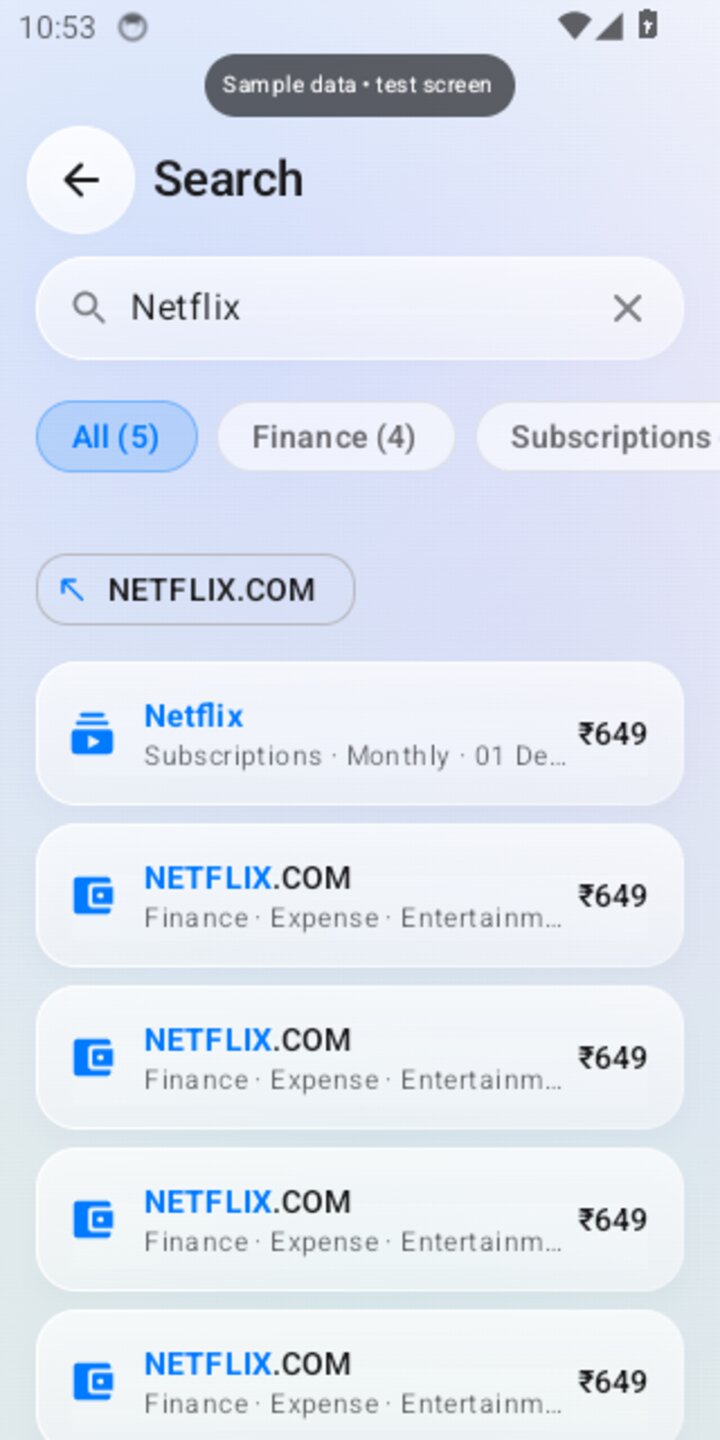 10:53
Sample data • test screen
Search
Netflix
All (5)
Finance (4)
Subscriptions
NETFLIX.COM
Netflix
₹649
Subscriptions · Monthly · 01 De...
NETFLIX.COM
₹649
Finance · Expense · Entertainm...
NETFLIX.COM
₹649
Finance · Expense · Entertainm...
NETFLIX.COM
₹649
Finance · Expense · Entertainm...
NETFLIX.COM
₹649
Finance · Expense · Entertainm...